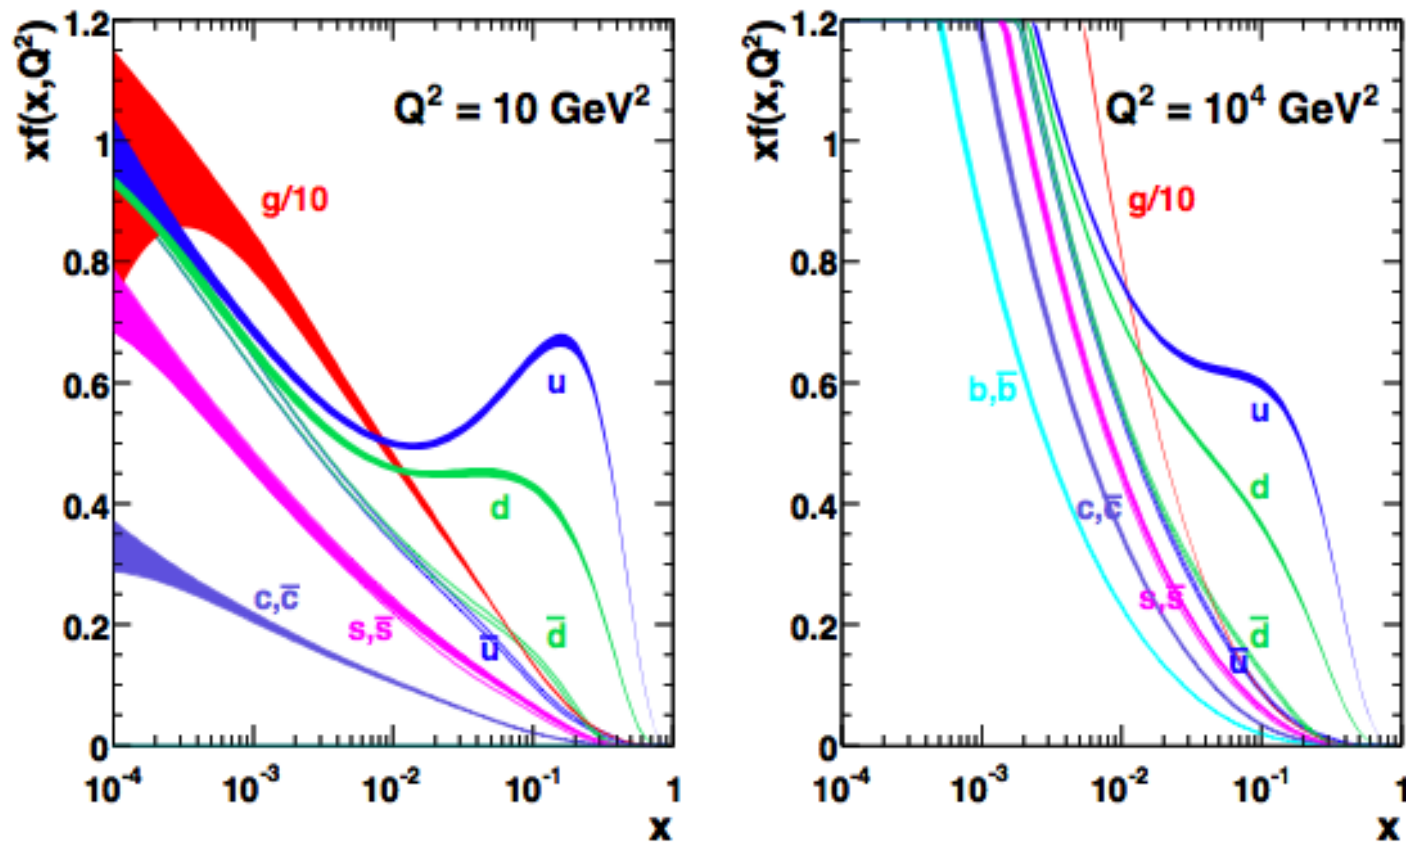 xf(x,Q²)
1.2
1
0.8
0.6
0.4
0.2
0
Q² = 10 GeV²
g/10
u
d
c,c̄
s,s̄
ū
d̄
10⁻⁴
10⁻³
10⁻²
10⁻¹
1
x
xf(x,Q²)
1.2
1
0.8
0.6
0.4
0.2
0
Q² = 10⁴ GeV²
g/10
b,b̄
u
d
c,c̄
s,s̄
d̄
ū
10⁻⁴
10⁻³
10⁻²
10⁻¹
1
x